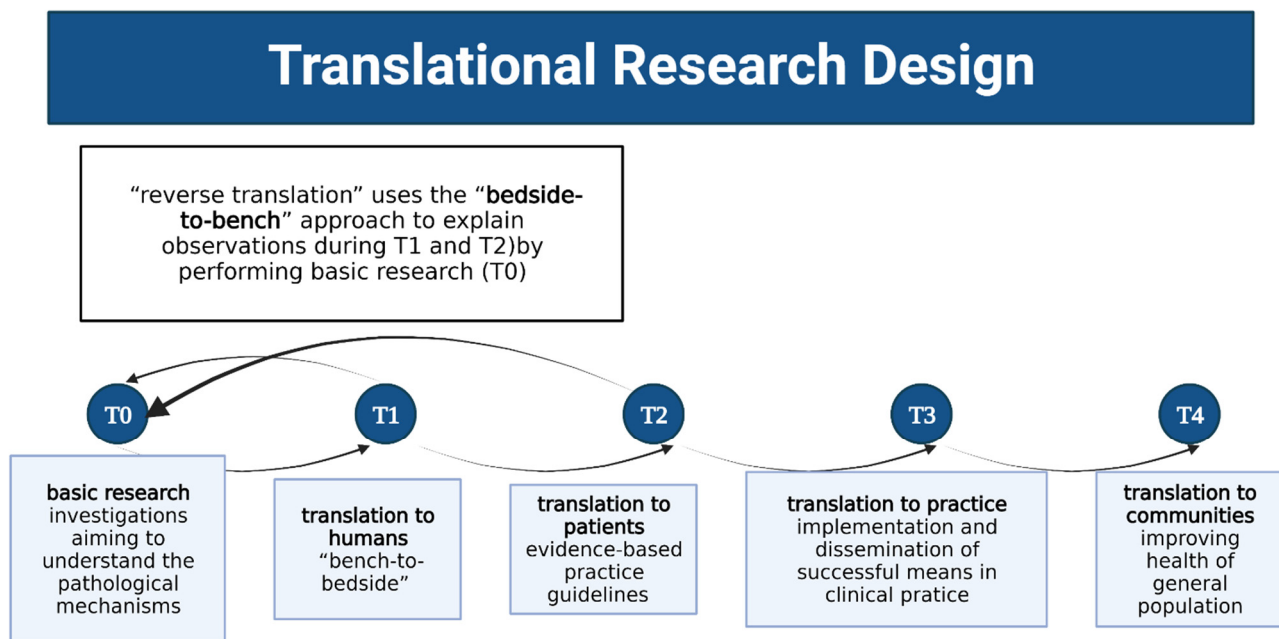 Translational Research Design
“reverse translation” uses the “bedside-
to-bench” approach to explain
observations during T1 and T2)by
performing basic research (T0)
T0
T1
T2
T3
T4
basic research
investigations
aiming to
understand the
pathological
mechanisms
translation to
humans
“bench-to-
bedside”
translation to
patients
evidence-based
practice
guidelines
translation to practice
implementation and
dissemination of
successful means in
clinical pratice
translation to
communities
improving
health of
general
population